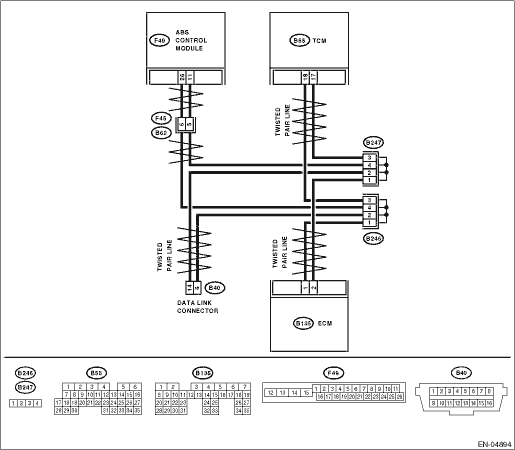 F49
ABS
CONTROL
MODULE
B55 TCM
26 11
18 17
F45
6 5
B62
TWISTED
PAIR LINE
B247
3
4
2
1
3
4
2
1
B246
TWISTED
PAIR LINE
TWISTED
PAIR LINE
14 6
B40
1 2
DATA LINK
CONNECTOR
B135 ECM
B246
B247
1 2 3 4
B55
1 2 3 4 5 6
7 8 9 10 11 12 13 14 15 16
17 18 19 20 21 22 23 24 25 26 27
28 29 30 31 32 33 34 35
B135
1 2 3 4 5 6 7
8 9 10 11 12 13 14 15 16 17 18 19
20 21 22 23 24 25 26 27
28 29 30 31 32 33 34 35
F49
12 13 14 15
1 2 3 4 5 6 7 8 9 10 11
16 17 18 19 20 21 22 23 24 25 26
B40
1 2 3 4 5 6 7 8
9 10 11 12 13 14 15 16
EN-04894